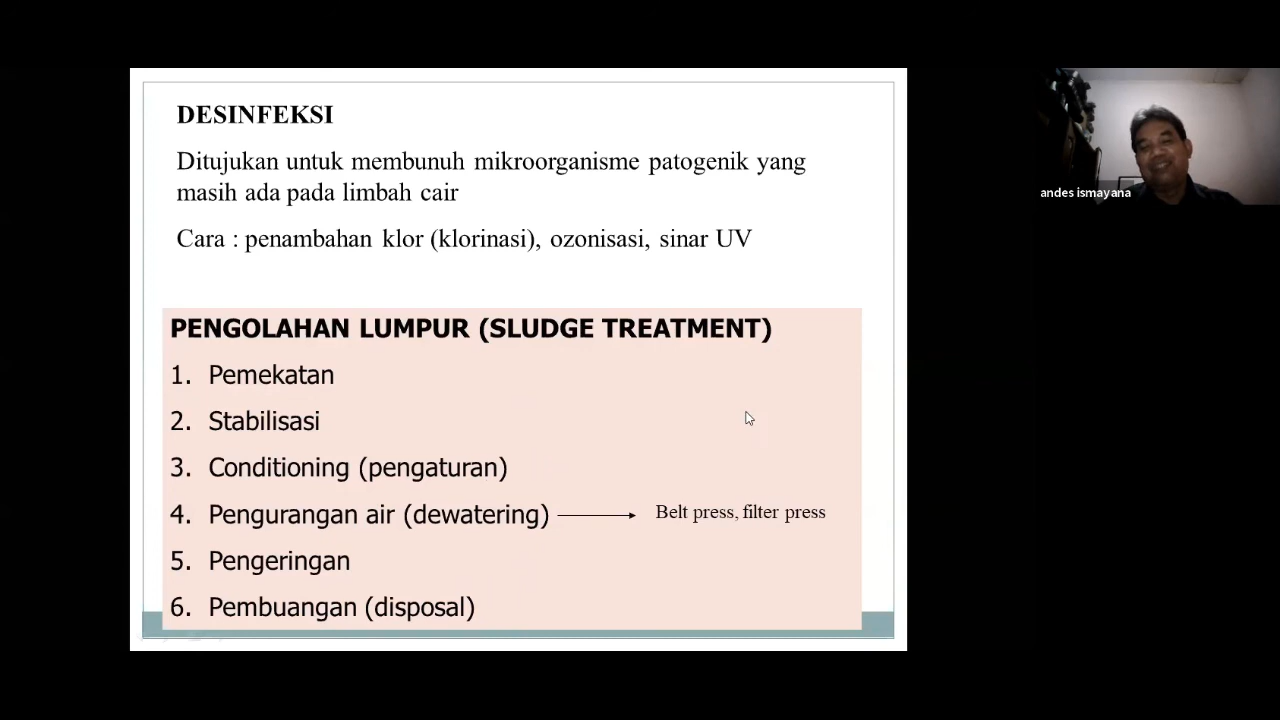 DESINFEKSI
Ditujukan untuk membunuh mikroorganisme patogenik yang
masih ada pada limbah cair
Cara : penambahan klor (klorinasi), ozonisasi, sinar UV
PENGOLAHAN LUMPUR (SLUDGE TREATMENT)
1. Pemekatan
2. Stabilisasi
3. Conditioning (pengaturan)
4. Pengurangan air (dewatering) Belt press, filter press
5. Pengeringan
6. Pembuangan (disposal)
andes ismayana